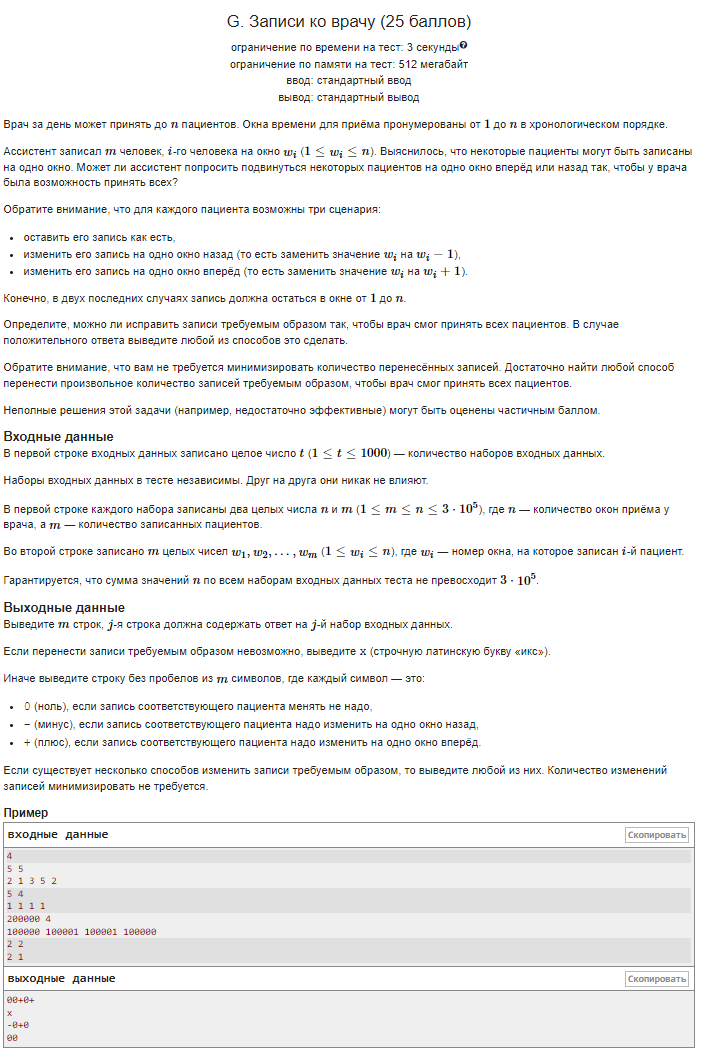 G. Записи ко врачу (25 баллов)
ограничение по времени на тест: 3 секунды
ограничение по памяти на тест: 512 мегабайт
ввод: стандартный ввод
вывод: стандартный вывод
Врач за день может принять до n пациентов. Окна времени для приёма пронумерованы от 1 до n в хронологическом порядке.
Ассистент записал m человек, i-го человека на окно w_i (1 ≤ w_i ≤ n). Выяснилось, что некоторые пациенты могут быть записаны
на одно окно. Может ли ассистент попросить подвинуться некоторых пациентов на одно окно вперёд или назад так, чтобы у врача
была возможность принять всех?
Обратите внимание, что для каждого пациента возможны три сценария:
• оставить его запись как есть,
• изменить его запись на одно окно назад (то есть заменить значение w_i на w_i − 1),
• изменить его запись на одно окно вперёд (то есть заменить значение w_i на w_i + 1).
Конечно, в двух последних случаях запись должна остаться в окне от 1 до n.
Определите, можно ли исправить записи требуемым образом так, чтобы врач смог принять всех пациентов. В случае
положительного ответа выведите любой из способов это сделать.
Обратите внимание, что вам не требуется минимизировать количество перенесённых записей. Достаточно найти любой способ
перенести произвольное количество записей требуемым образом, чтобы врач смог принять всех пациентов.
Неполные решения этой задачи (например, недостаточно эффективные) могут быть оценены частичным баллом.
Входные данные
В первой строке входных данных записано целое число t (1 ≤ t ≤ 1000) — количество наборов входных данных.
Наборы входных данных в тесте независимы. Друг на друга они никак не влияют.
В первой строке каждого набора записаны два целых числа n и m (1 ≤ m ≤ n ≤ 3 · 10^5), где n — количество окон приёма у
врача, а m — количество записанных пациентов.
Во второй строке записано m целых чисел w_1, w_2, . . . , w_m (1 ≤ w_i ≤ n), где w_i — номер окна, на которое записан i-й пациент.
Гарантируется, что сумма значений n по всем наборам входных данных теста не превосходит 3 · 10^5.
Выходные данные
Выведите m строк, j-я строка должна содержать ответ на j-й набор входных данных.
Если перенести записи требуемым образом невозможно, выведите x (строчную латинскую букву «икс»).
Иначе выведите строку без пробелов из m символов, где каждый символ — это:
• 0 (ноль), если запись соответствующего пациента менять не надо,
• − (минус), если запись соответствующего пациента надо изменить на одно окно назад,
• + (плюс), если запись соответствующего пациента надо изменить на одно окно вперёд.
Если существует несколько способов изменить записи требуемым образом, то выведите любой из них. Количество изменений
записей минимизировать не требуется.
Пример
входные данные
Скопировать
4
5 5
2 1 3 5 2
5 4
1 1 1 1
200000 4
100000 100001 100001 100000
2 2
2 1
выходные данные
Скопировать
00+0+
x
-0+0
00